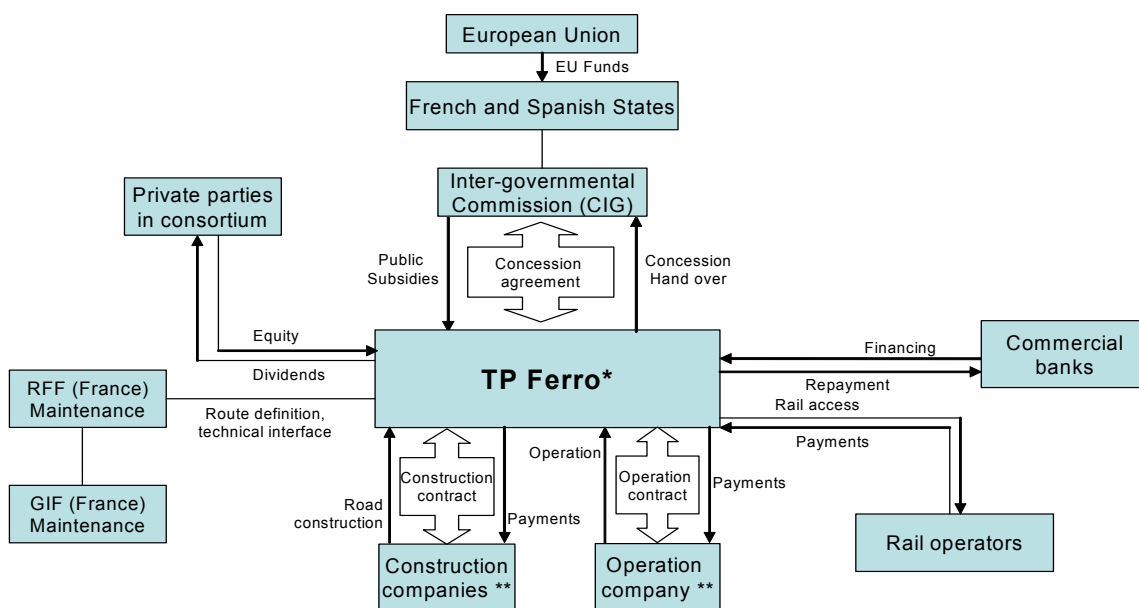 European Union
EU Funds
French and Spanish States
Inter-governmental
Commission (CIG)
Private parties
in consortium
Public
Subsidies
Concession
agreement
Concession
Hand over
Equity
Dividends
TP Ferro*
Financing
Repayment
Commercial
banks
RFF (France)
Maintenance
Route definition,
technical interface
Rail access
Payments
GIF (France)
Maintenance
Road
construction
Construction
contract
Payments
Operation
Operation
contract
Payments
Construction
companies **
Operation
company **
Rail operators